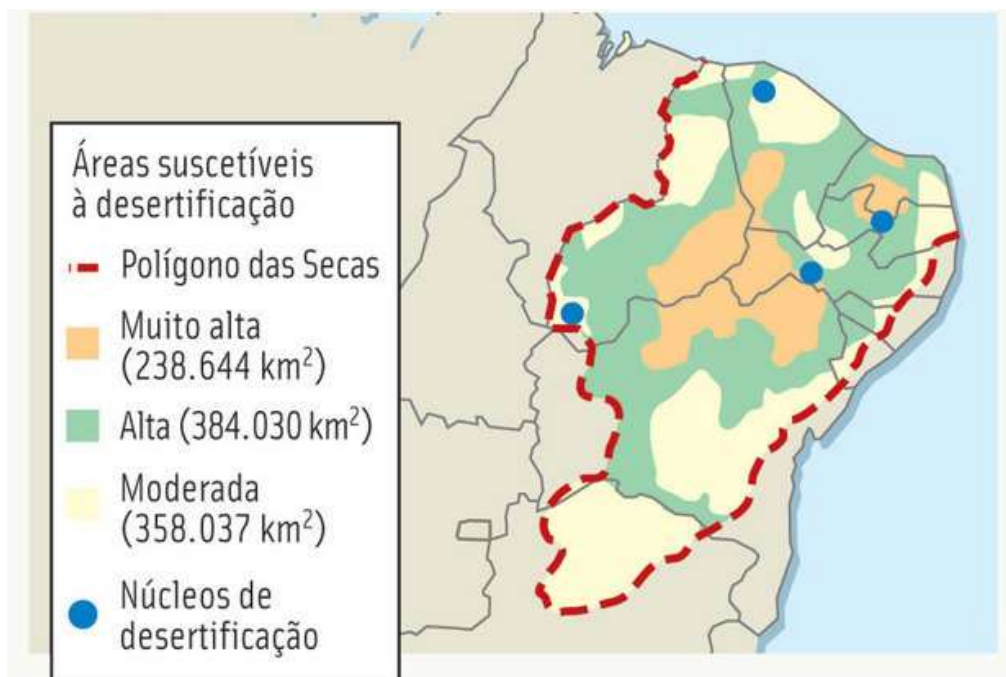 Áreas suscetíveis
à desertificação
Polígono das Secas
Muito alta
(238.644 km²)
Alta (384.030 km²)
Moderada
(358.037 km²)
Núcleos de
desertificação